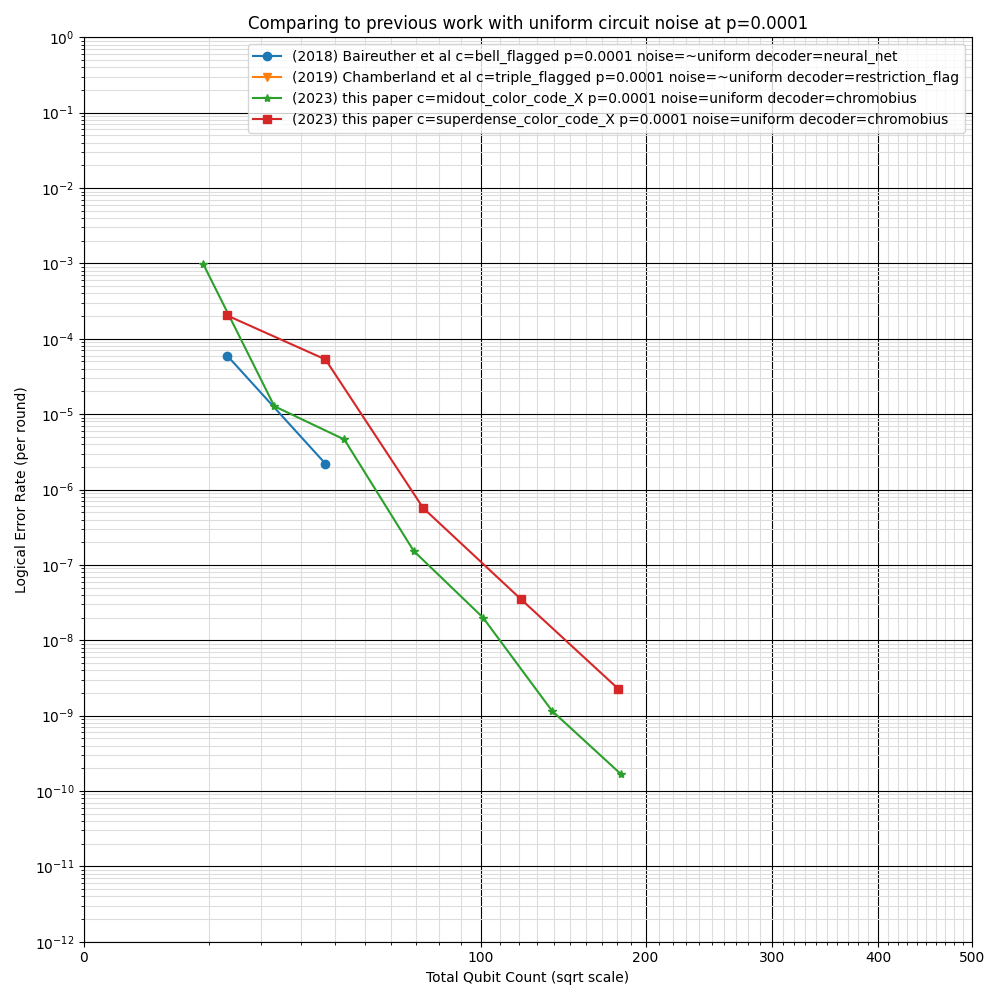 Comparing to previous work with uniform circuit noise at p=0.0001
(2018) Baireuther et al c=bell_flagged p=0.0001 noise=~uniform decoder=neural_net
(2019) Chamberland et al c=triple_flagged p=0.0001 noise=~uniform decoder=restriction_flag
(2023) this paper c=midout_color_code_X p=0.0001 noise=uniform decoder=chromobius
(2023) this paper c=superdense_color_code_X p=0.0001 noise=uniform decoder=chromobius
Logical Error Rate (per round)
10⁰
10⁻¹
10⁻²
10⁻³
10⁻⁴
10⁻⁵
10⁻⁶
10⁻⁷
10⁻⁸
10⁻⁹
10⁻¹⁰
10⁻¹¹
10⁻¹²
0 100 200 300 400 500
Total Qubit Count (sqrt scale)